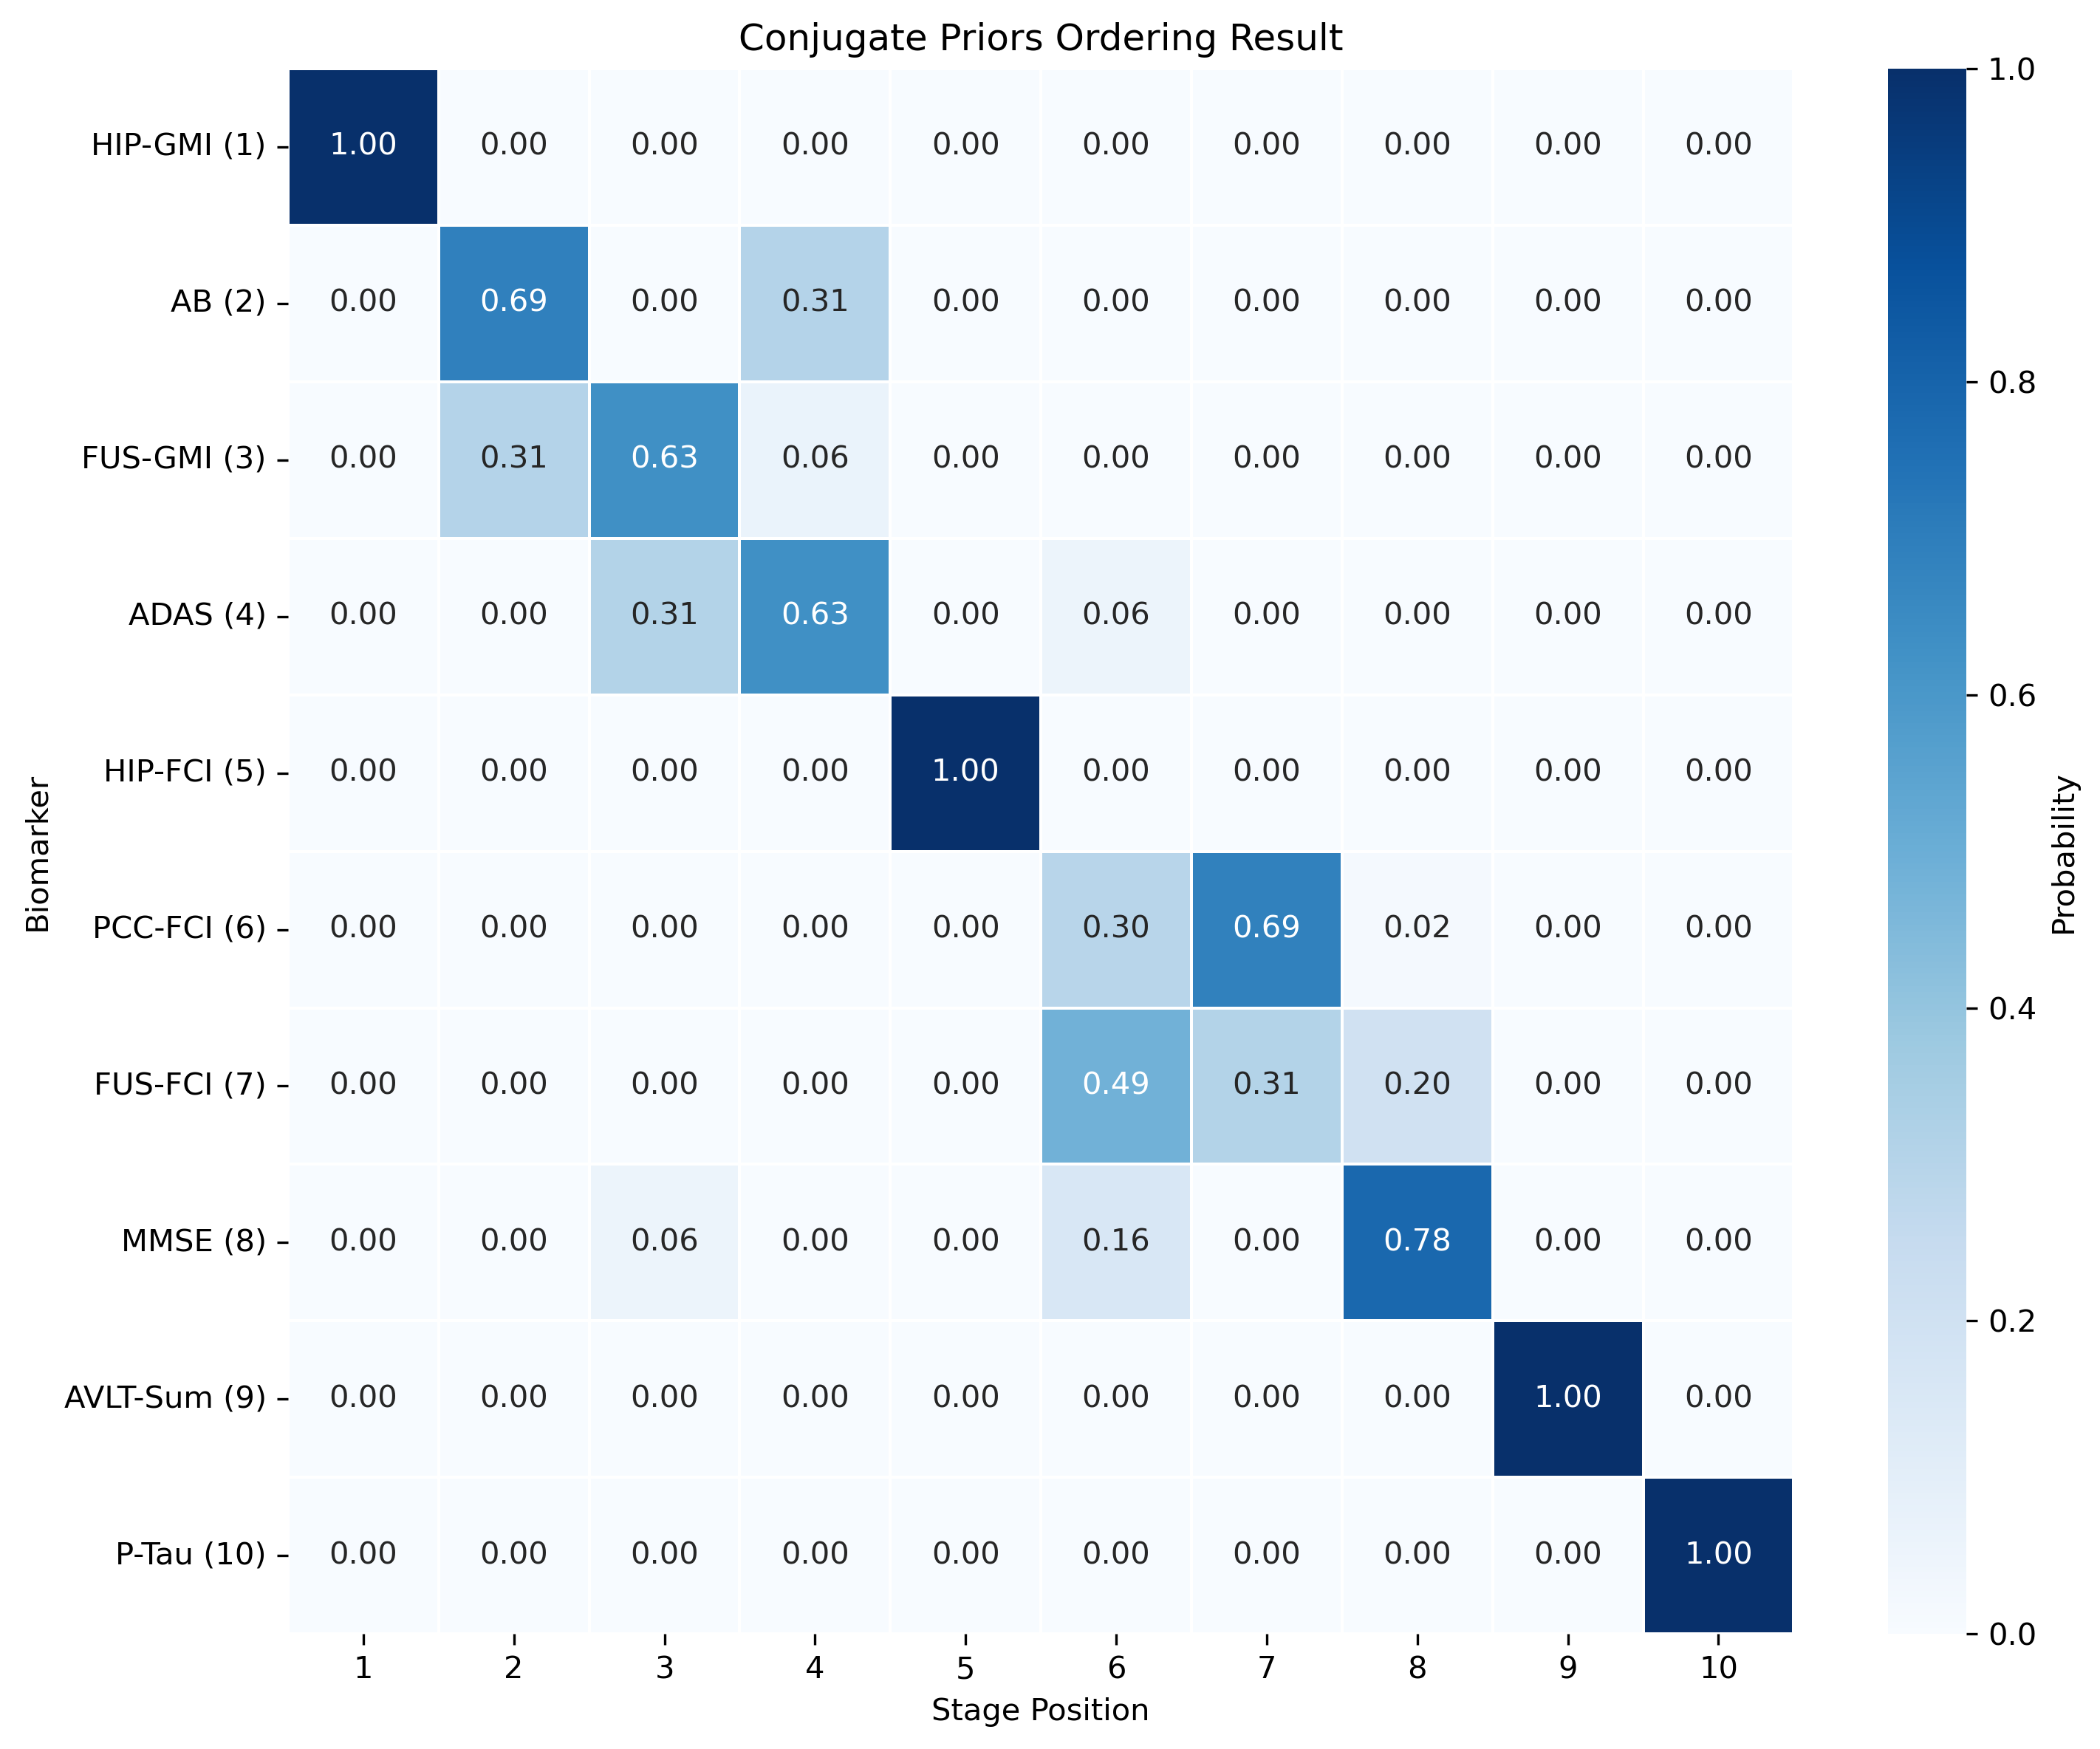 Conjugate Priors Ordering Result
HIP-GMI (1) 1.00 0.00 0.00 0.00 0.00 0.00 0.00 0.00 0.00 0.00
AB (2) 0.00 0.69 0.00 0.31 0.00 0.00 0.00 0.00 0.00 0.00
FUS-GMI (3) 0.00 0.31 0.63 0.06 0.00 0.00 0.00 0.00 0.00 0.00
ADAS (4) 0.00 0.00 0.31 0.63 0.00 0.06 0.00 0.00 0.00 0.00
HIP-FCI (5) 0.00 0.00 0.00 0.00 1.00 0.00 0.00 0.00 0.00 0.00
PCC-FCI (6) 0.00 0.00 0.00 0.00 0.00 0.30 0.69 0.02 0.00 0.00
FUS-FCI (7) 0.00 0.00 0.00 0.00 0.00 0.49 0.31 0.20 0.00 0.00
MMSE (8) 0.00 0.00 0.06 0.00 0.00 0.16 0.00 0.78 0.00 0.00
AVLT-Sum (9) 0.00 0.00 0.00 0.00 0.00 0.00 0.00 0.00 1.00 0.00
P-Tau (10) 0.00 0.00 0.00 0.00 0.00 0.00 0.00 0.00 0.00 1.00
1 2 3 4 5 6 7 8 9 10
Stage Position
Biomarker
1.0
0.8
0.6
0.4
0.2
0.0
Probability